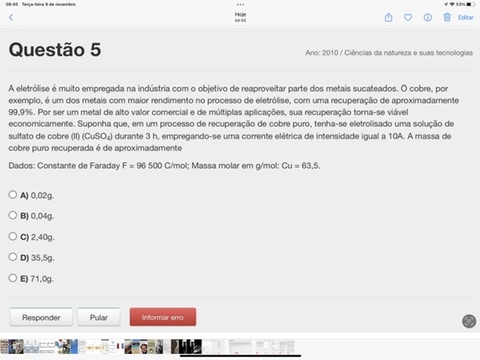 06:45 Terça-feira 9 de novembro
53%
Hoje
04:50
Editar
Questão 5
Ano: 2010 / Ciências da natureza e suas tecnologias
A eletrólise é muito empregada na indústria com o objetivo de reaproveitar parte dos metais sucateados. O cobre, por
exemplo, é um dos metais com maior rendimento no processo de eletrólise, com uma recuperação de aproximadamente
99,9%. Por ser um metal de alto valor comercial e de múltiplas aplicações, sua recuperação torna-se viável
economicamente. Suponha que, em um processo de recuperação de cobre puro, tenha-se eletrolisado uma solução de
sulfato de cobre (II) (CuSO₄) durante 3 h, empregando-se uma corrente elétrica de intensidade igual a 10A. A massa de
cobre puro recuperada é de aproximadamente
Dados: Constante de Faraday F = 96 500 C/mol; Massa molar em g/mol: Cu = 63,5.
A) 0,02g.
B) 0,04g.
C) 2,40g.
D) 35,5g.
E) 71,0g.
Responder
Pular
Informar erro